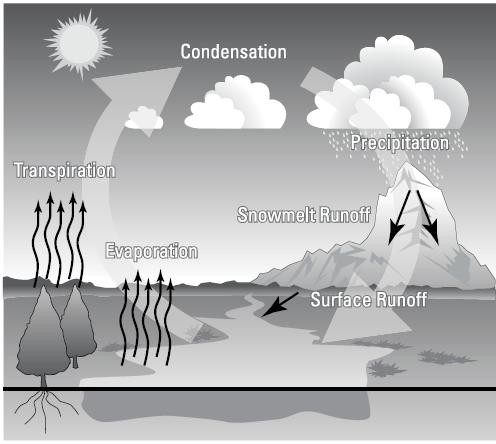 Condensation
Precipitation
Transpiration
Snowmelt Runoff
Evaporation
Surface Runoff